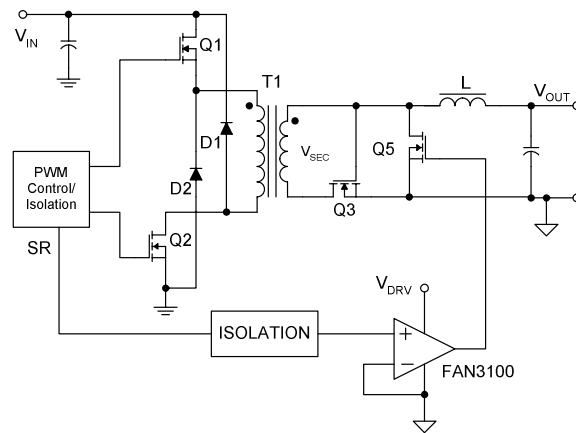 V_IN
Q1
T1
L
V_OUT
D1
V_SEC
Q5
PWM
Control/
Isolation
D2
Q3
Q2
SR
V_DRV
ISOLATION
+
−
FAN3100